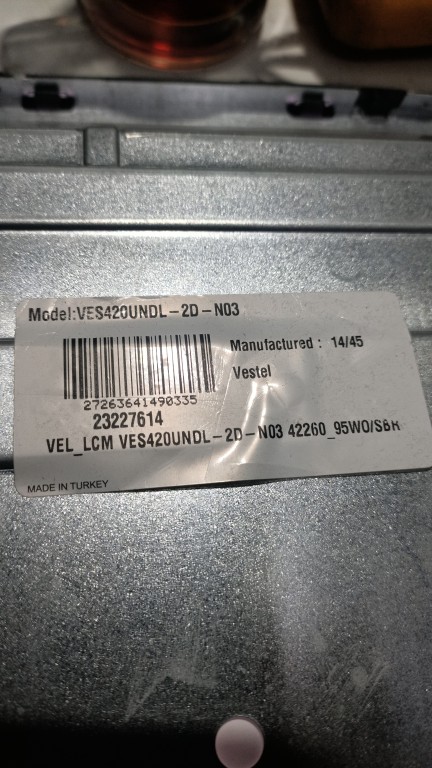 Model:VES420UNDL-2D-N03
Manufactured : 14/45
Vestel
27263641490335
23227614
VEL_LCM VES420UNDL-2D-N03 42260_95WO/SBR
MADE IN TURKEY